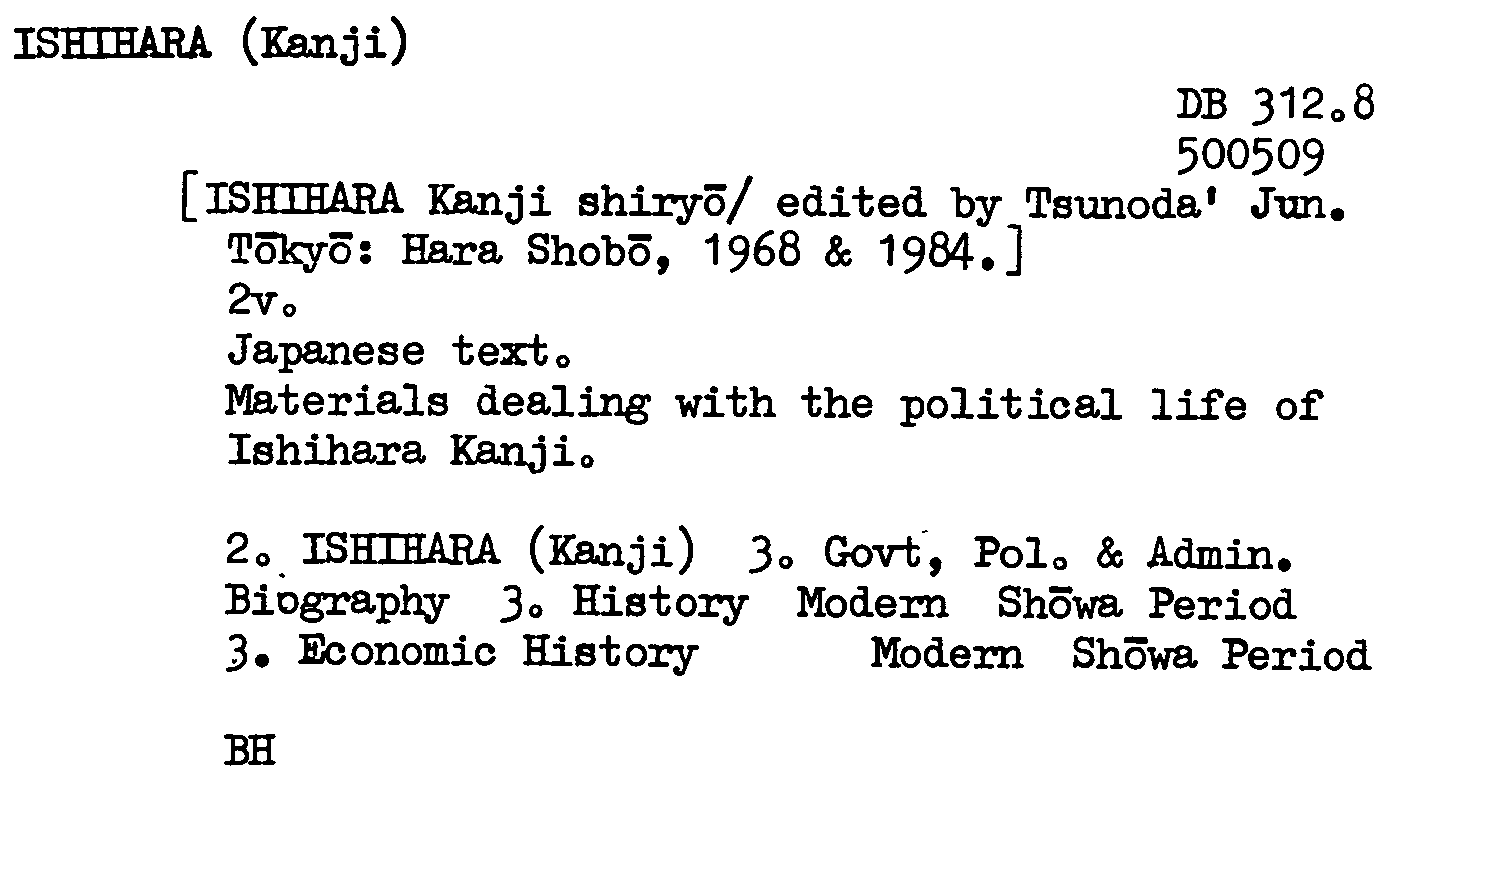 ISHIHARA (Kanji)
DB 312.8
500509
[ISHIHARA Kanji shiryō/ edited by Tsunoda' Jun.
Tōkyō: Hara Shobō, 1968 & 1984.]
2v.
Japanese text.
Materials dealing with the political life of
Ishihara Kanji.
2. ISHIHARA (Kanji) 3. Govt, Pol. & Admin.
Biography 3. History Modern Shōwa Period
3. Economic History Modern Shōwa Period
BH